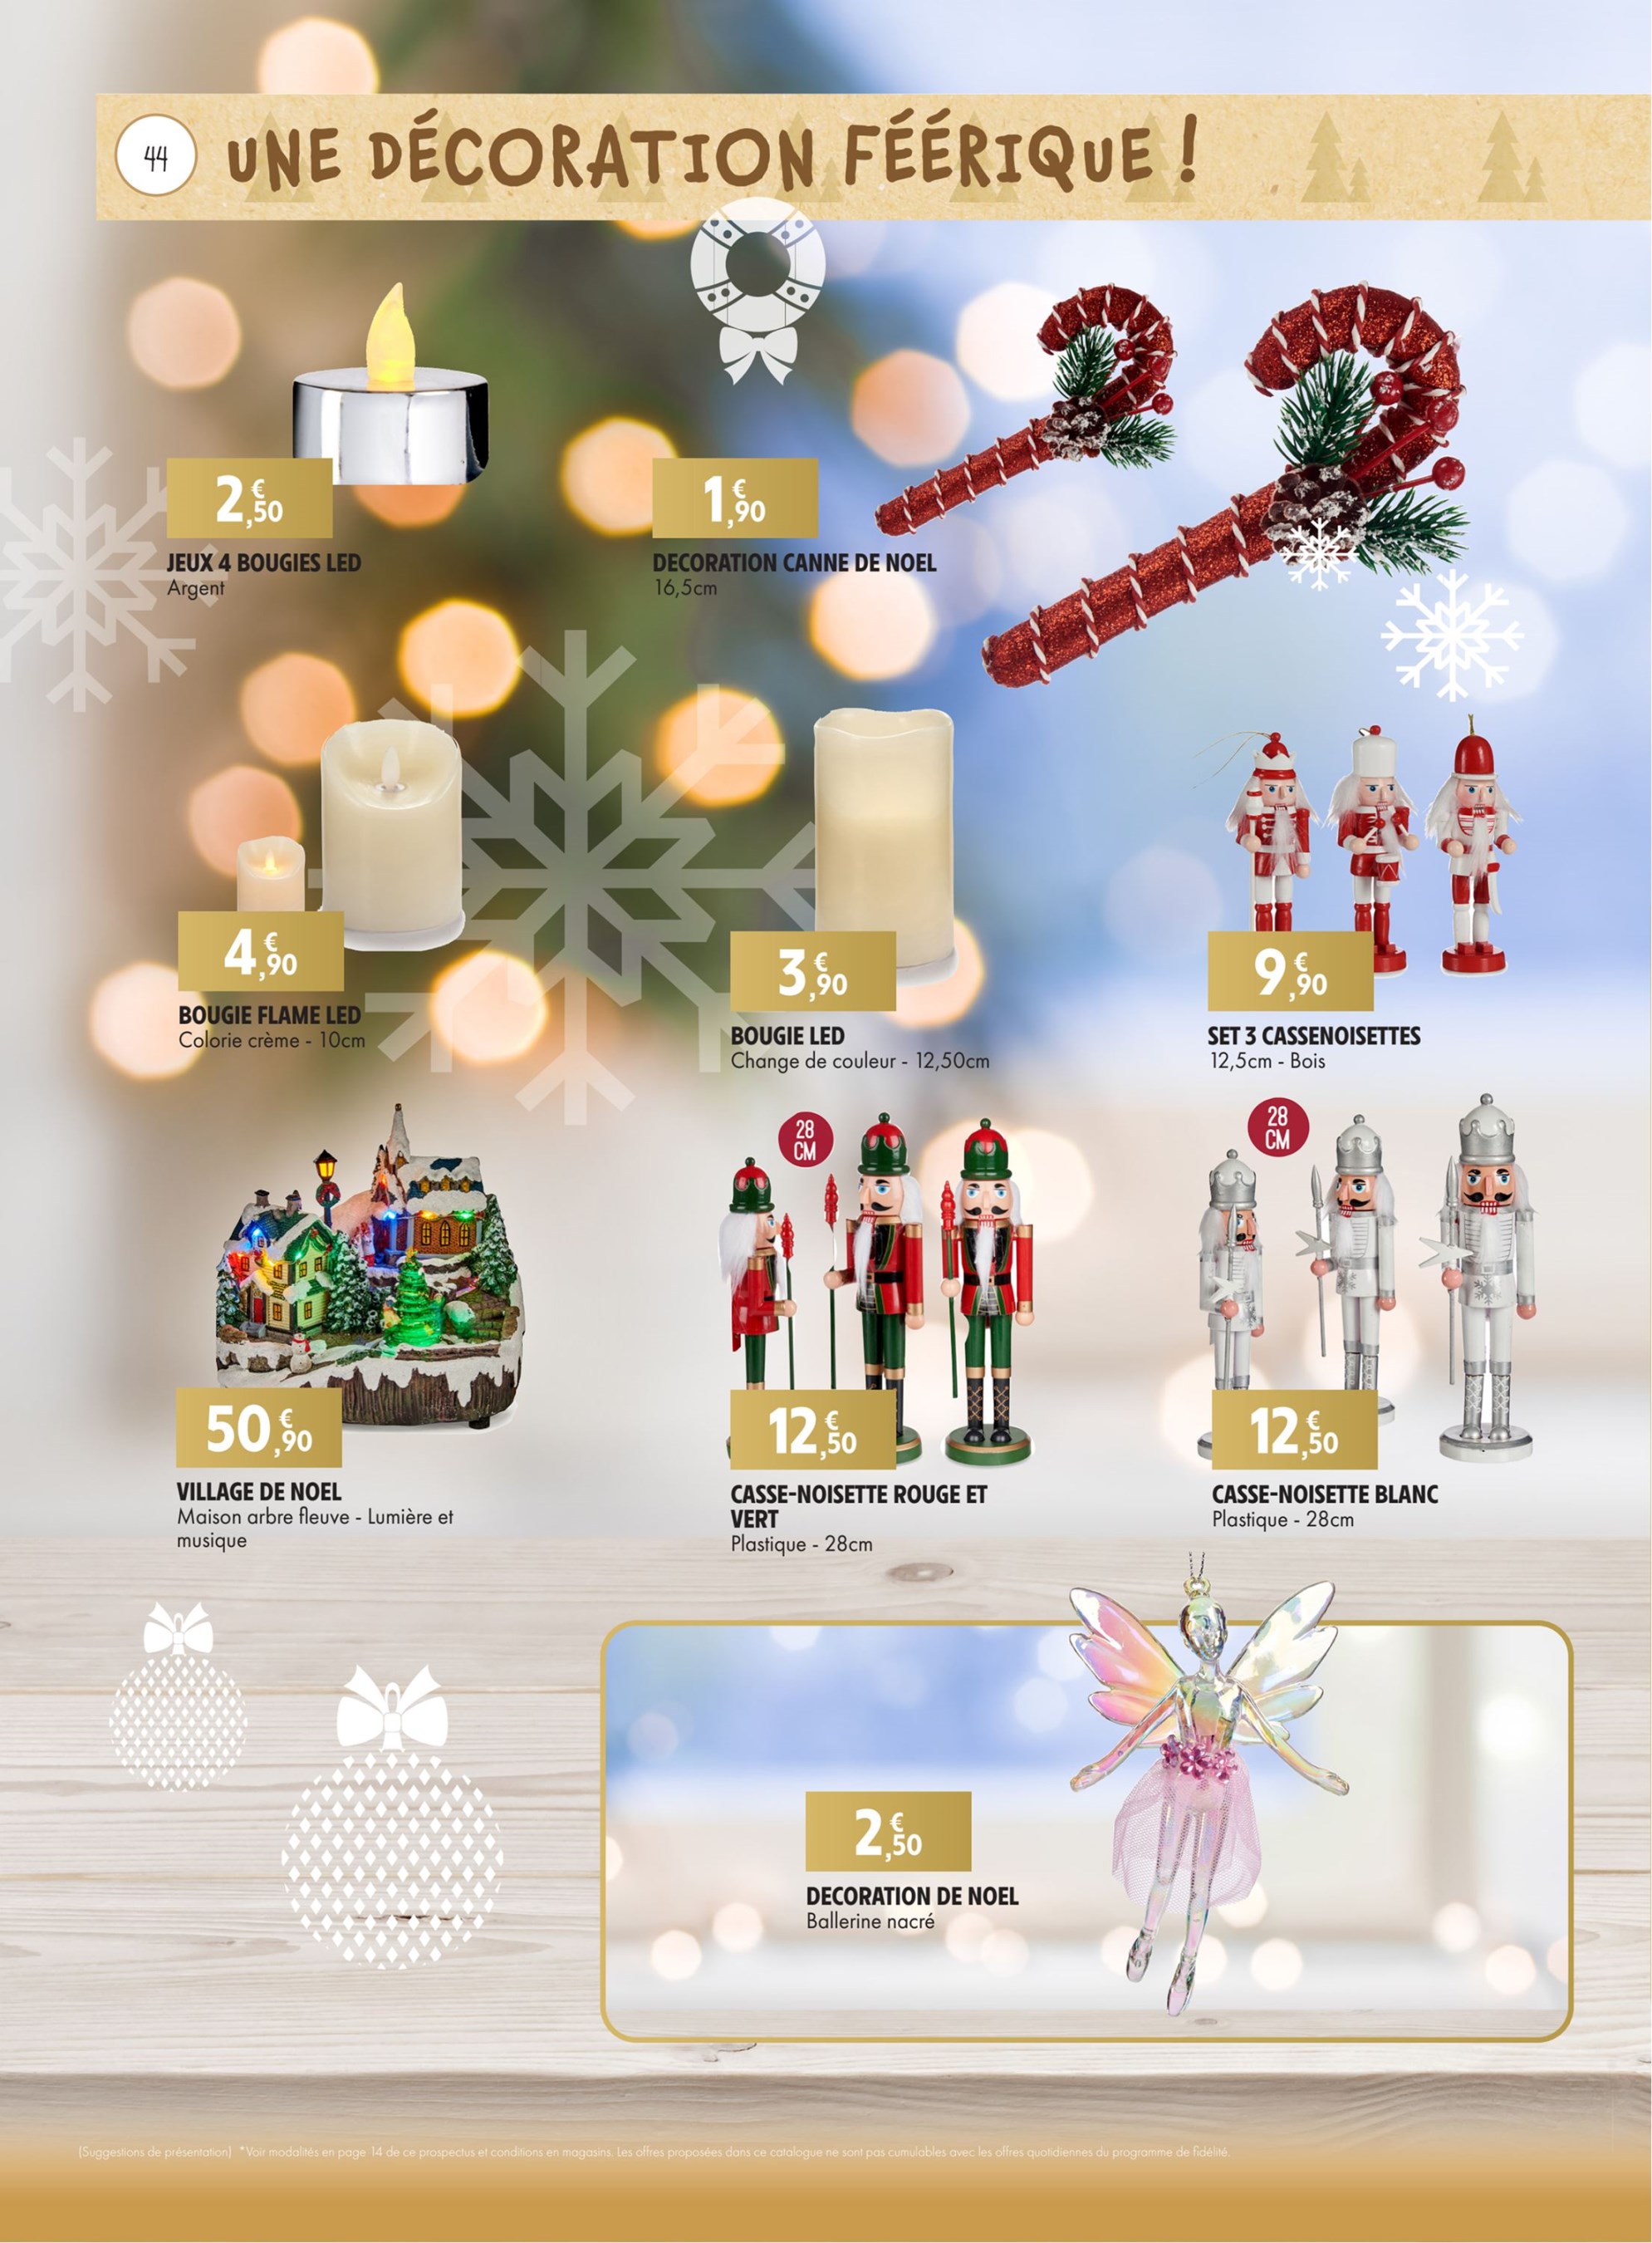 44
UNE DÉCORATION FÉÉRIQUE !
2€,50
JEUX 4 BOUGIES LED
Argent
1€,90
DECORATION CANNE DE NOEL
16,5cm
4€,90
BOUGIE FLAME LED
Colorie crème - 10cm
3€,90
BOUGIE LED
Change de couleur - 12,50cm
9€,90
SET 3 CASSENOISETTES
12,5cm - Bois
50€,90
VILLAGE DE NOEL
Maison arbre fleuve - Lumière et
musique
28
CM
12€,50
CASSE-NOISETTE ROUGE ET
VERT
Plastique - 28cm
28
CM
12€,50
CASSE-NOISETTE BLANC
Plastique - 28cm
2€,50
DECORATION DE NOEL
Ballerine nacré
(Suggestions de présentation) *Voir modalités en page 14 de ce prospectus et conditions en magasins. Les offres proposées dans ce catalogue ne sont pas cumulables avec les offres quotidiennes du programme de fidélité.